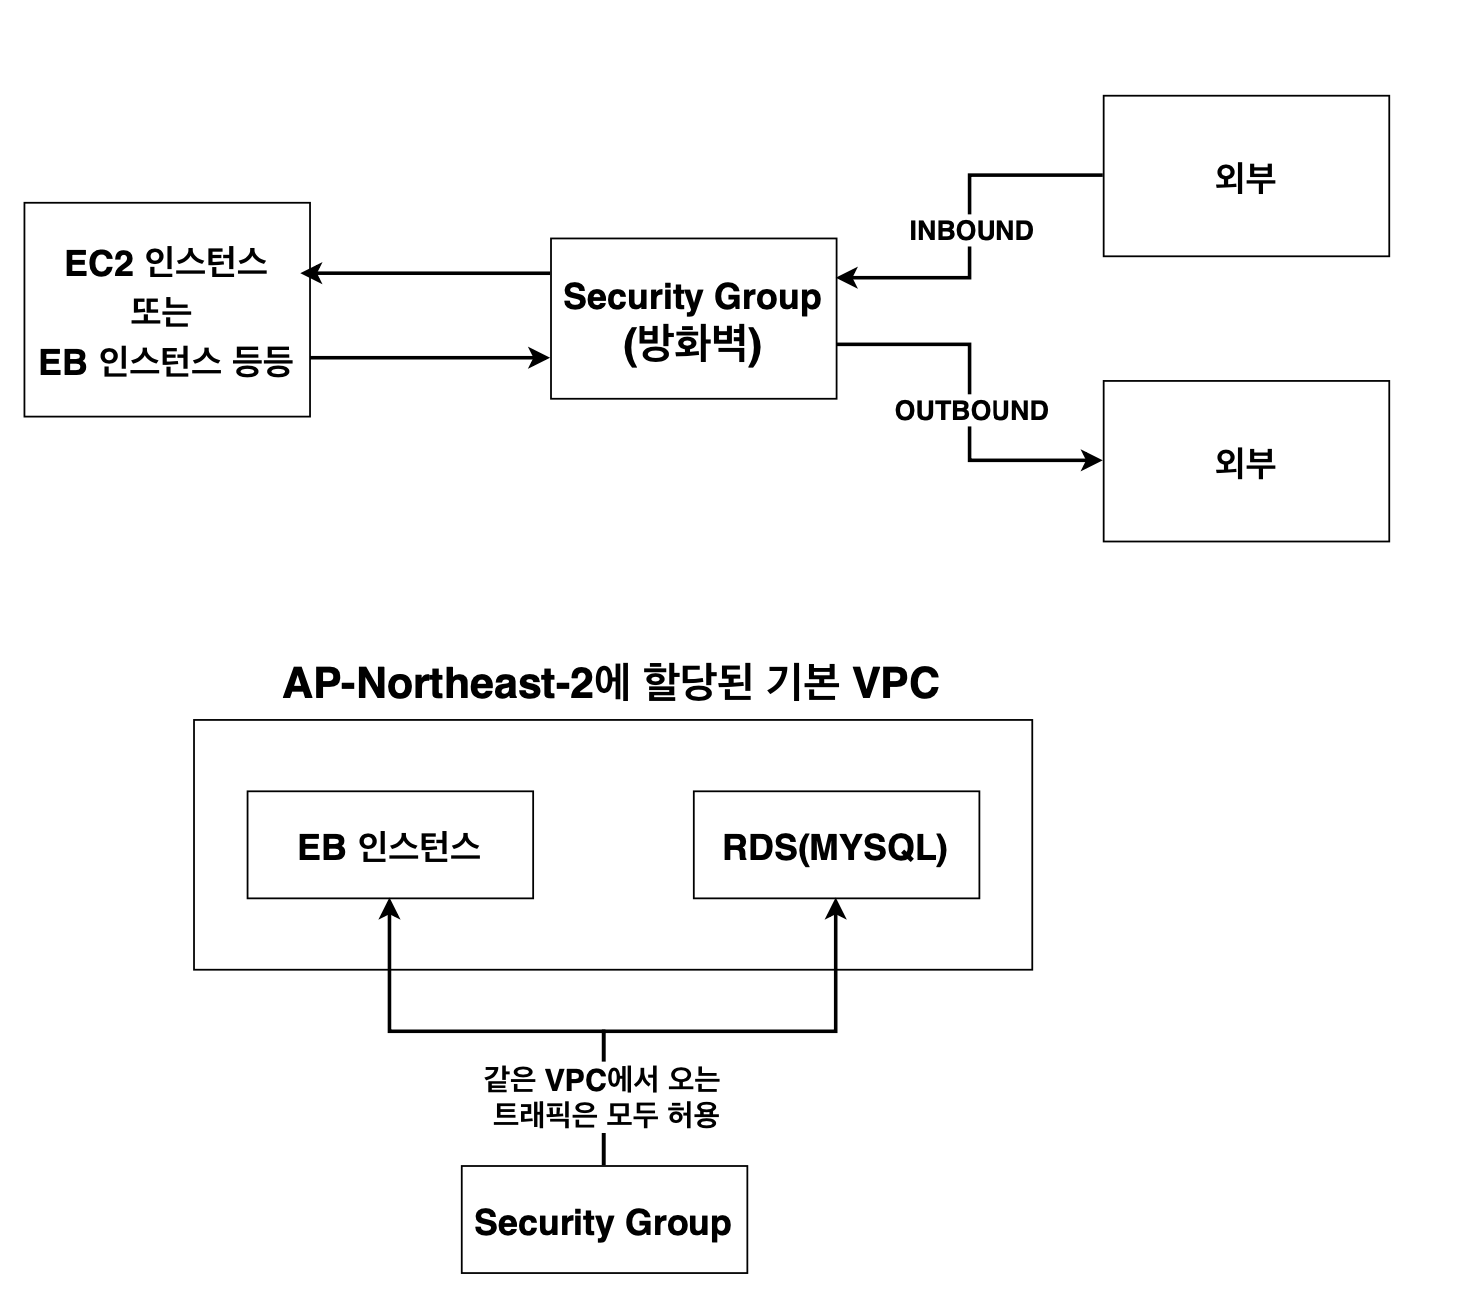 외부
INBOUND
EC2 인스턴스
또는
EB 인스턴스 등등
Security Group
(방화벽)
OUTBOUND
외부
AP-Northeast-2에 할당된 기본 VPC
EB 인스턴스
RDS(MYSQL)
같은 VPC에서 오는
트래픽은 모두 허용
Security Group